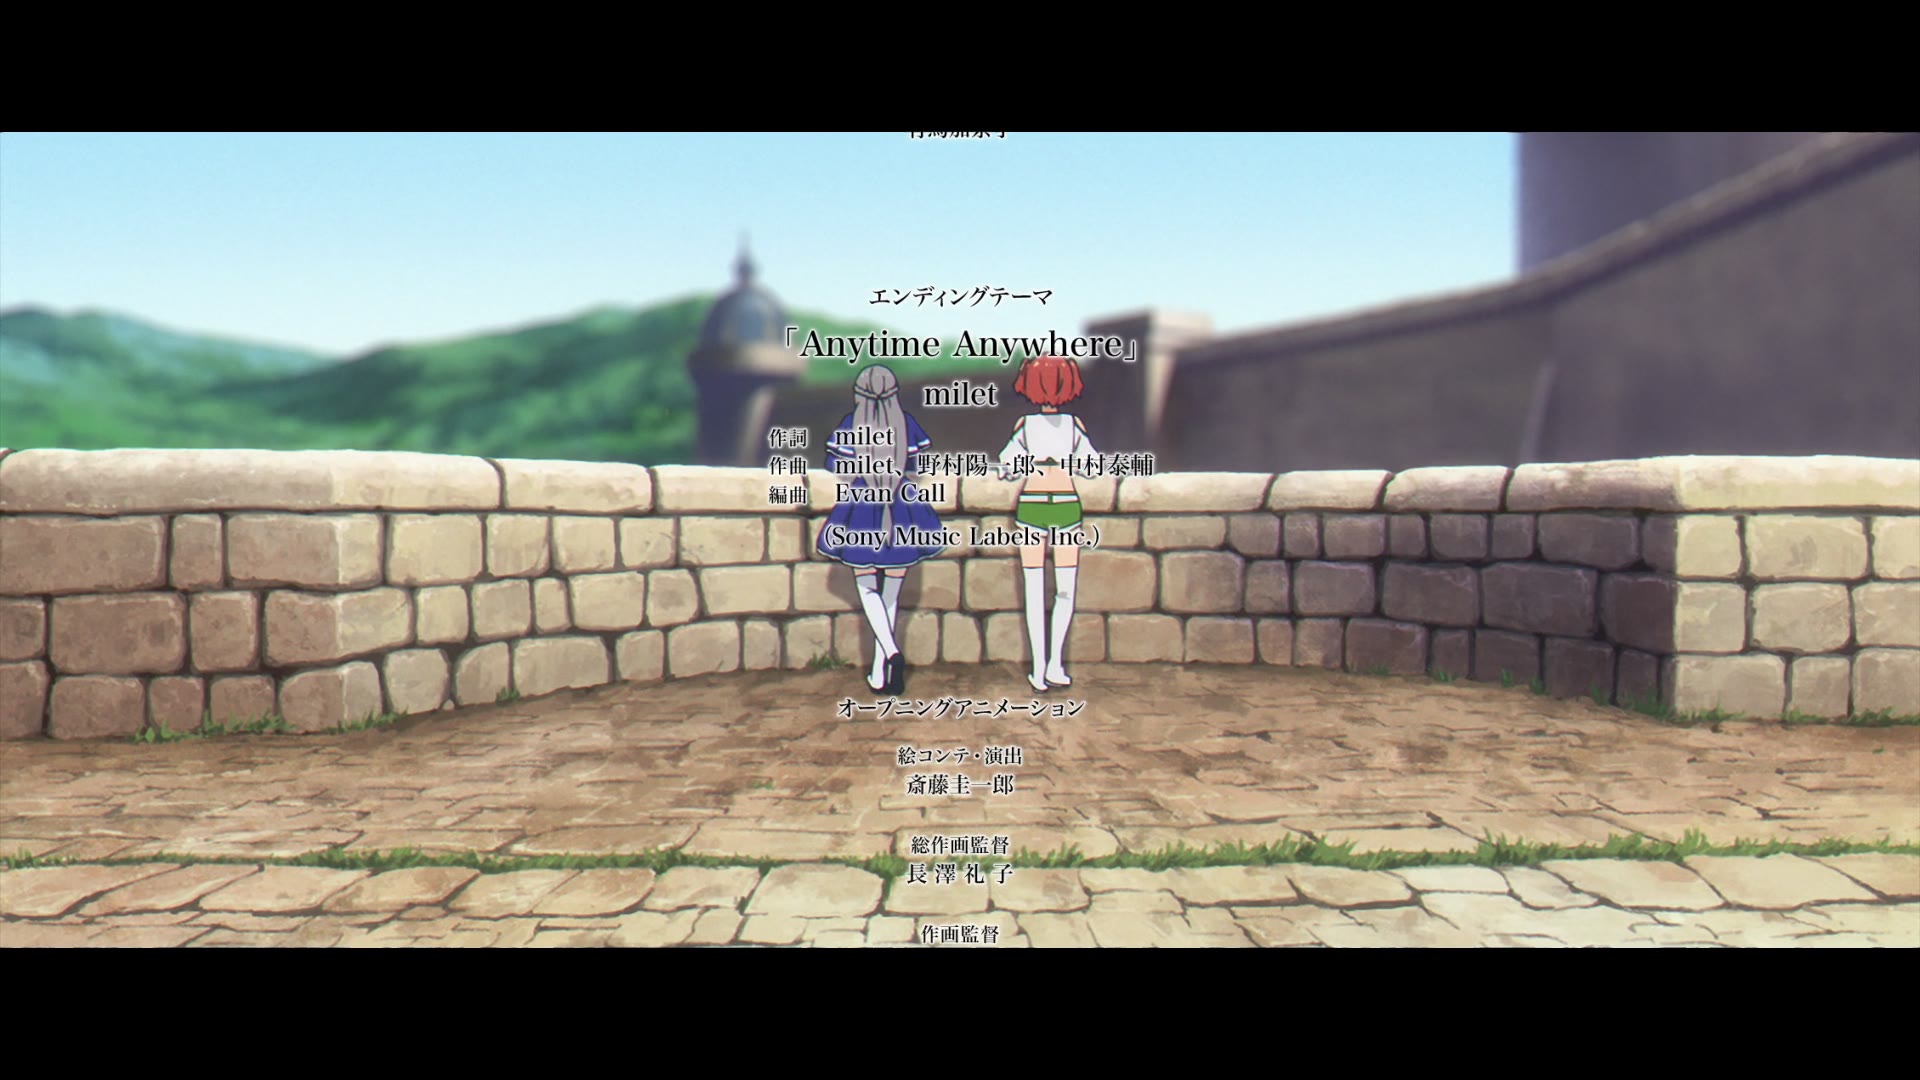 エンディングテーマ
「Anytime Anywhere」
milet
作詞 milet
作曲 milet、野村陽一郎、中村泰輔
編曲 Evan Call
(Sony Music Labels Inc.)
オープニングアニメーション
絵コンテ・演出
斎藤圭一郎
総作画監督
長澤礼子
作画監督